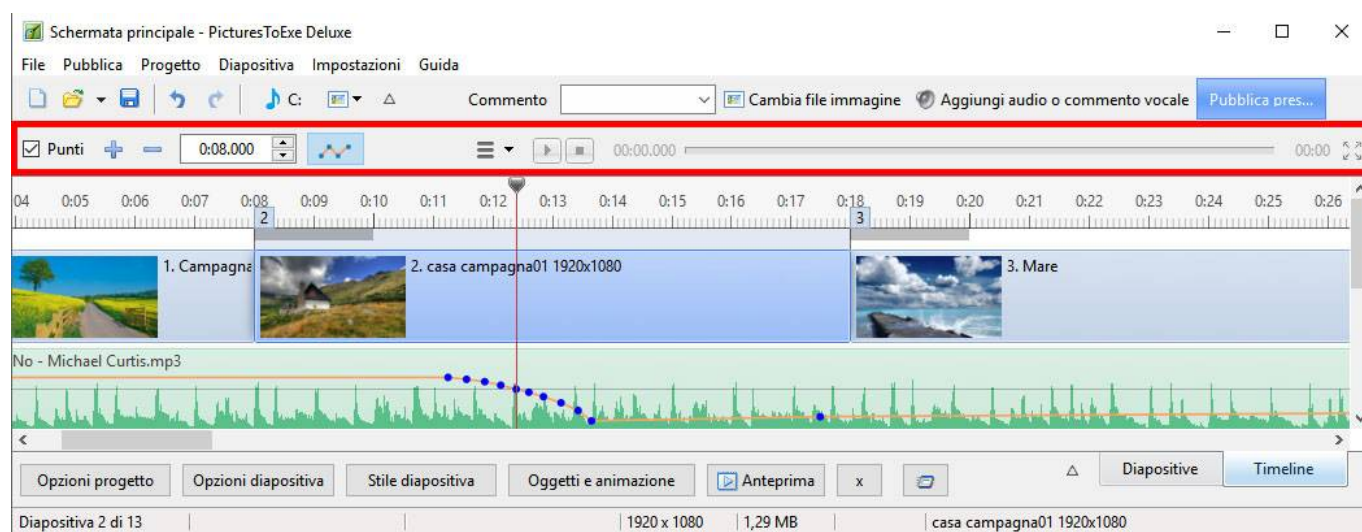 Schermata principale - PicturesToExe Deluxe
File Pubblica Progetto Diapositiva Impostazioni Guida
C: Commento Cambia file immagine Aggiungi audio o commento vocale Pubblica pres...
Punti 0:08.000 00:00.000 00:00
04 0:05 0:06 0:07 0:08 0:09 0:10 0:11 0:12 0:13 0:14 0:15 0:16 0:17 0:18 0:19 0:20 0:21 0:22 0:23 0:24 0:25 0:26
2 3
1. Campagna 2. casa campagna01 1920x1080 3. Mare
No - Michael Curtis.mp3
Opzioni progetto Opzioni diapositiva Stile diapositiva Oggetti e animazione Anteprima x Diapositive Timeline
Diapositiva 2 di 13 1920 x 1080 1,29 MB casa campagna01 1920x1080